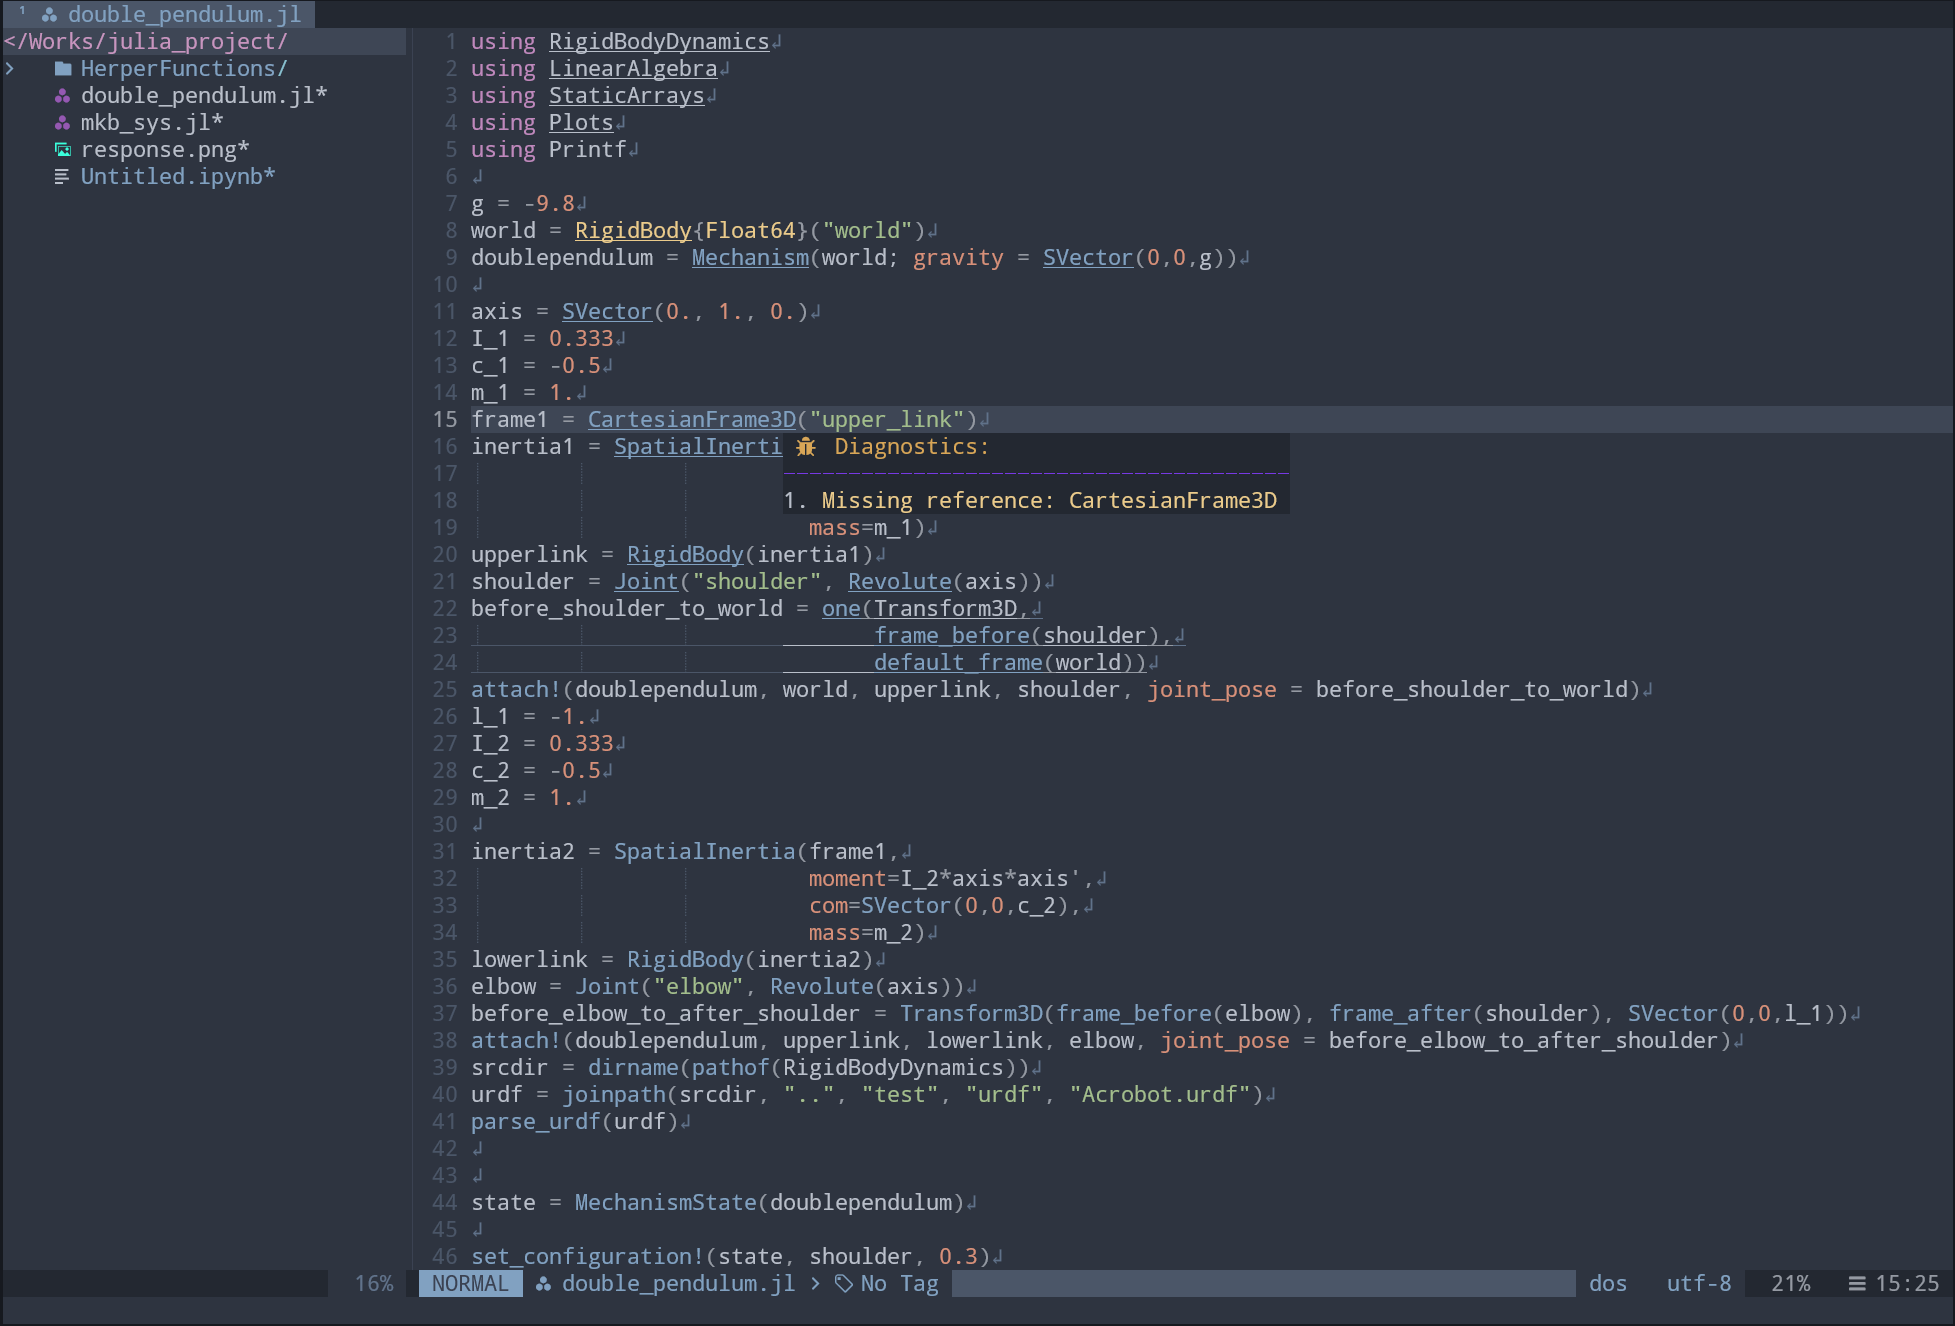 1 double_pendulum.jl
</Works/julia_project/
HerperFunctions/
double_pendulum.jl*
mkb_sys.jl*
response.png*
Untitled.ipynb*
1 using RigidBodyDynamics
2 using LinearAlgebra
3 using StaticArrays
4 using Plots
5 using Printf
6
7 g = -9.8
8 world = RigidBody{Float64}("world")
9 doublependulum = Mechanism(world; gravity = SVector(0,0,g))
10
11 axis = SVector(0., 1., 0.)
12 I_1 = 0.333
13 c_1 = -0.5
14 m_1 = 1.
15 frame1 = CartesianFrame3D("upper_link")
16 inertia1 = SpatialInerti
Diagnostics:
17
18
1. Missing reference: CartesianFrame3D
19 mass=m_1)
20 upperlink = RigidBody(inertia1)
21 shoulder = Joint("shoulder", Revolute(axis))
22 before_shoulder_to_world = one(Transform3D,
23 frame_before(shoulder),
24 default_frame(world))
25 attach!(doublependulum, world, upperlink, shoulder, joint_pose = before_shoulder_to_world)
26 l_1 = -1.
27 I_2 = 0.333
28 c_2 = -0.5
29 m_2 = 1.
30
31 inertia2 = SpatialInertia(frame1,
32 moment=I_2*axis*axis',
33 com=SVector(0,0,c_2),
34 mass=m_2)
35 lowerlink = RigidBody(inertia2)
36 elbow = Joint("elbow", Revolute(axis))
37 before_elbow_to_after_shoulder = Transform3D(frame_before(elbow), frame_after(shoulder), SVector(0,0,l_1))
38 attach!(doublependulum, upperlink, lowerlink, elbow, joint_pose = before_elbow_to_after_shoulder)
39 srcdir = dirname(pathof(RigidBodyDynamics))
40 urdf = joinpath(srcdir, "..", "test", "urdf", "Acrobot.urdf")
41 parse_urdf(urdf)
42
43
44 state = MechanismState(doublependulum)
45
46 set_configuration!(state, shoulder, 0.3)
16% NORMAL double_pendulum.jl > No Tag dos utf-8 21% 15:25